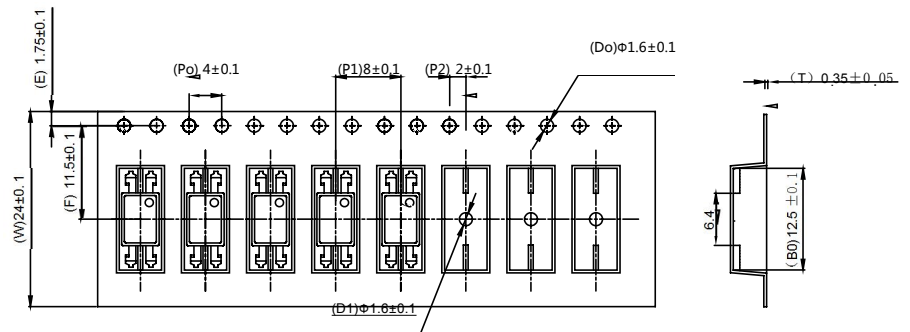 (E) 1.75±0.1
(Po) 4±0.1
(P1)8±0.1
(P2) 2±0.1
(Do)Φ1.6±0.1
(T) 0.35±0.05
(W)24±0.1
(F) 11.5±0.1
6.4
(B0)12.5 ±0.1
(D1)Φ1.6±0.1